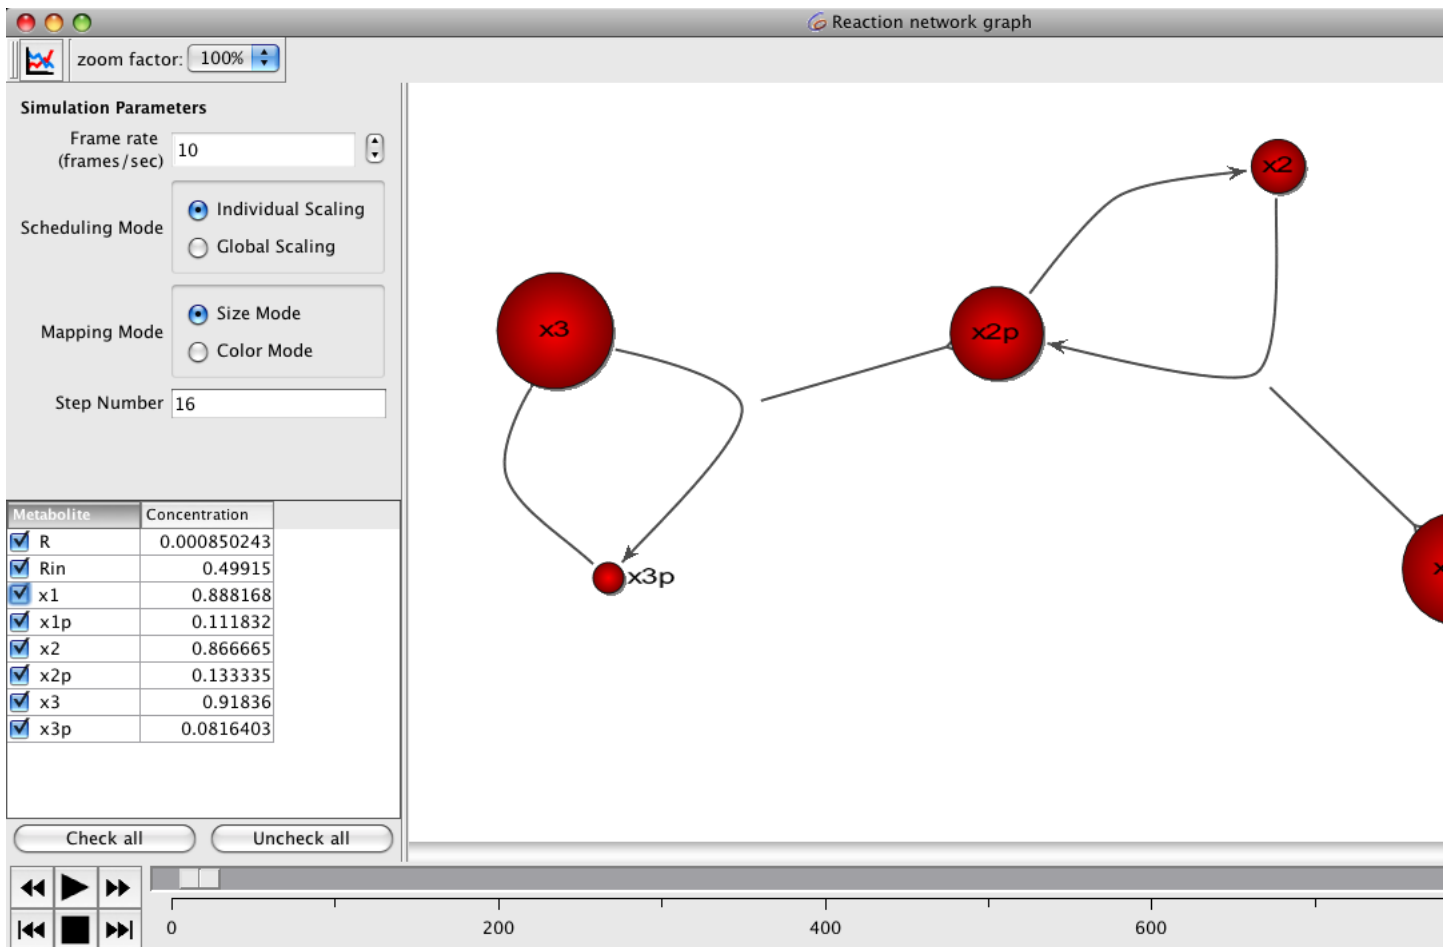 Reaction network graph
zoom factor: 100%
Simulation Parameters
Frame rate
(frames/sec)
10
Scheduling Mode
Individual Scaling
Global Scaling
Mapping Mode
Size Mode
Color Mode
Step Number 16
Metabolite Concentration
R 0.000850243
Rin 0.49915
x1 0.888168
x1p 0.111832
x2 0.866665
x2p 0.133335
x3 0.91836
x3p 0.0816403
Check all Uncheck all
x2
x3
x2p
x3p
0 200 400 600